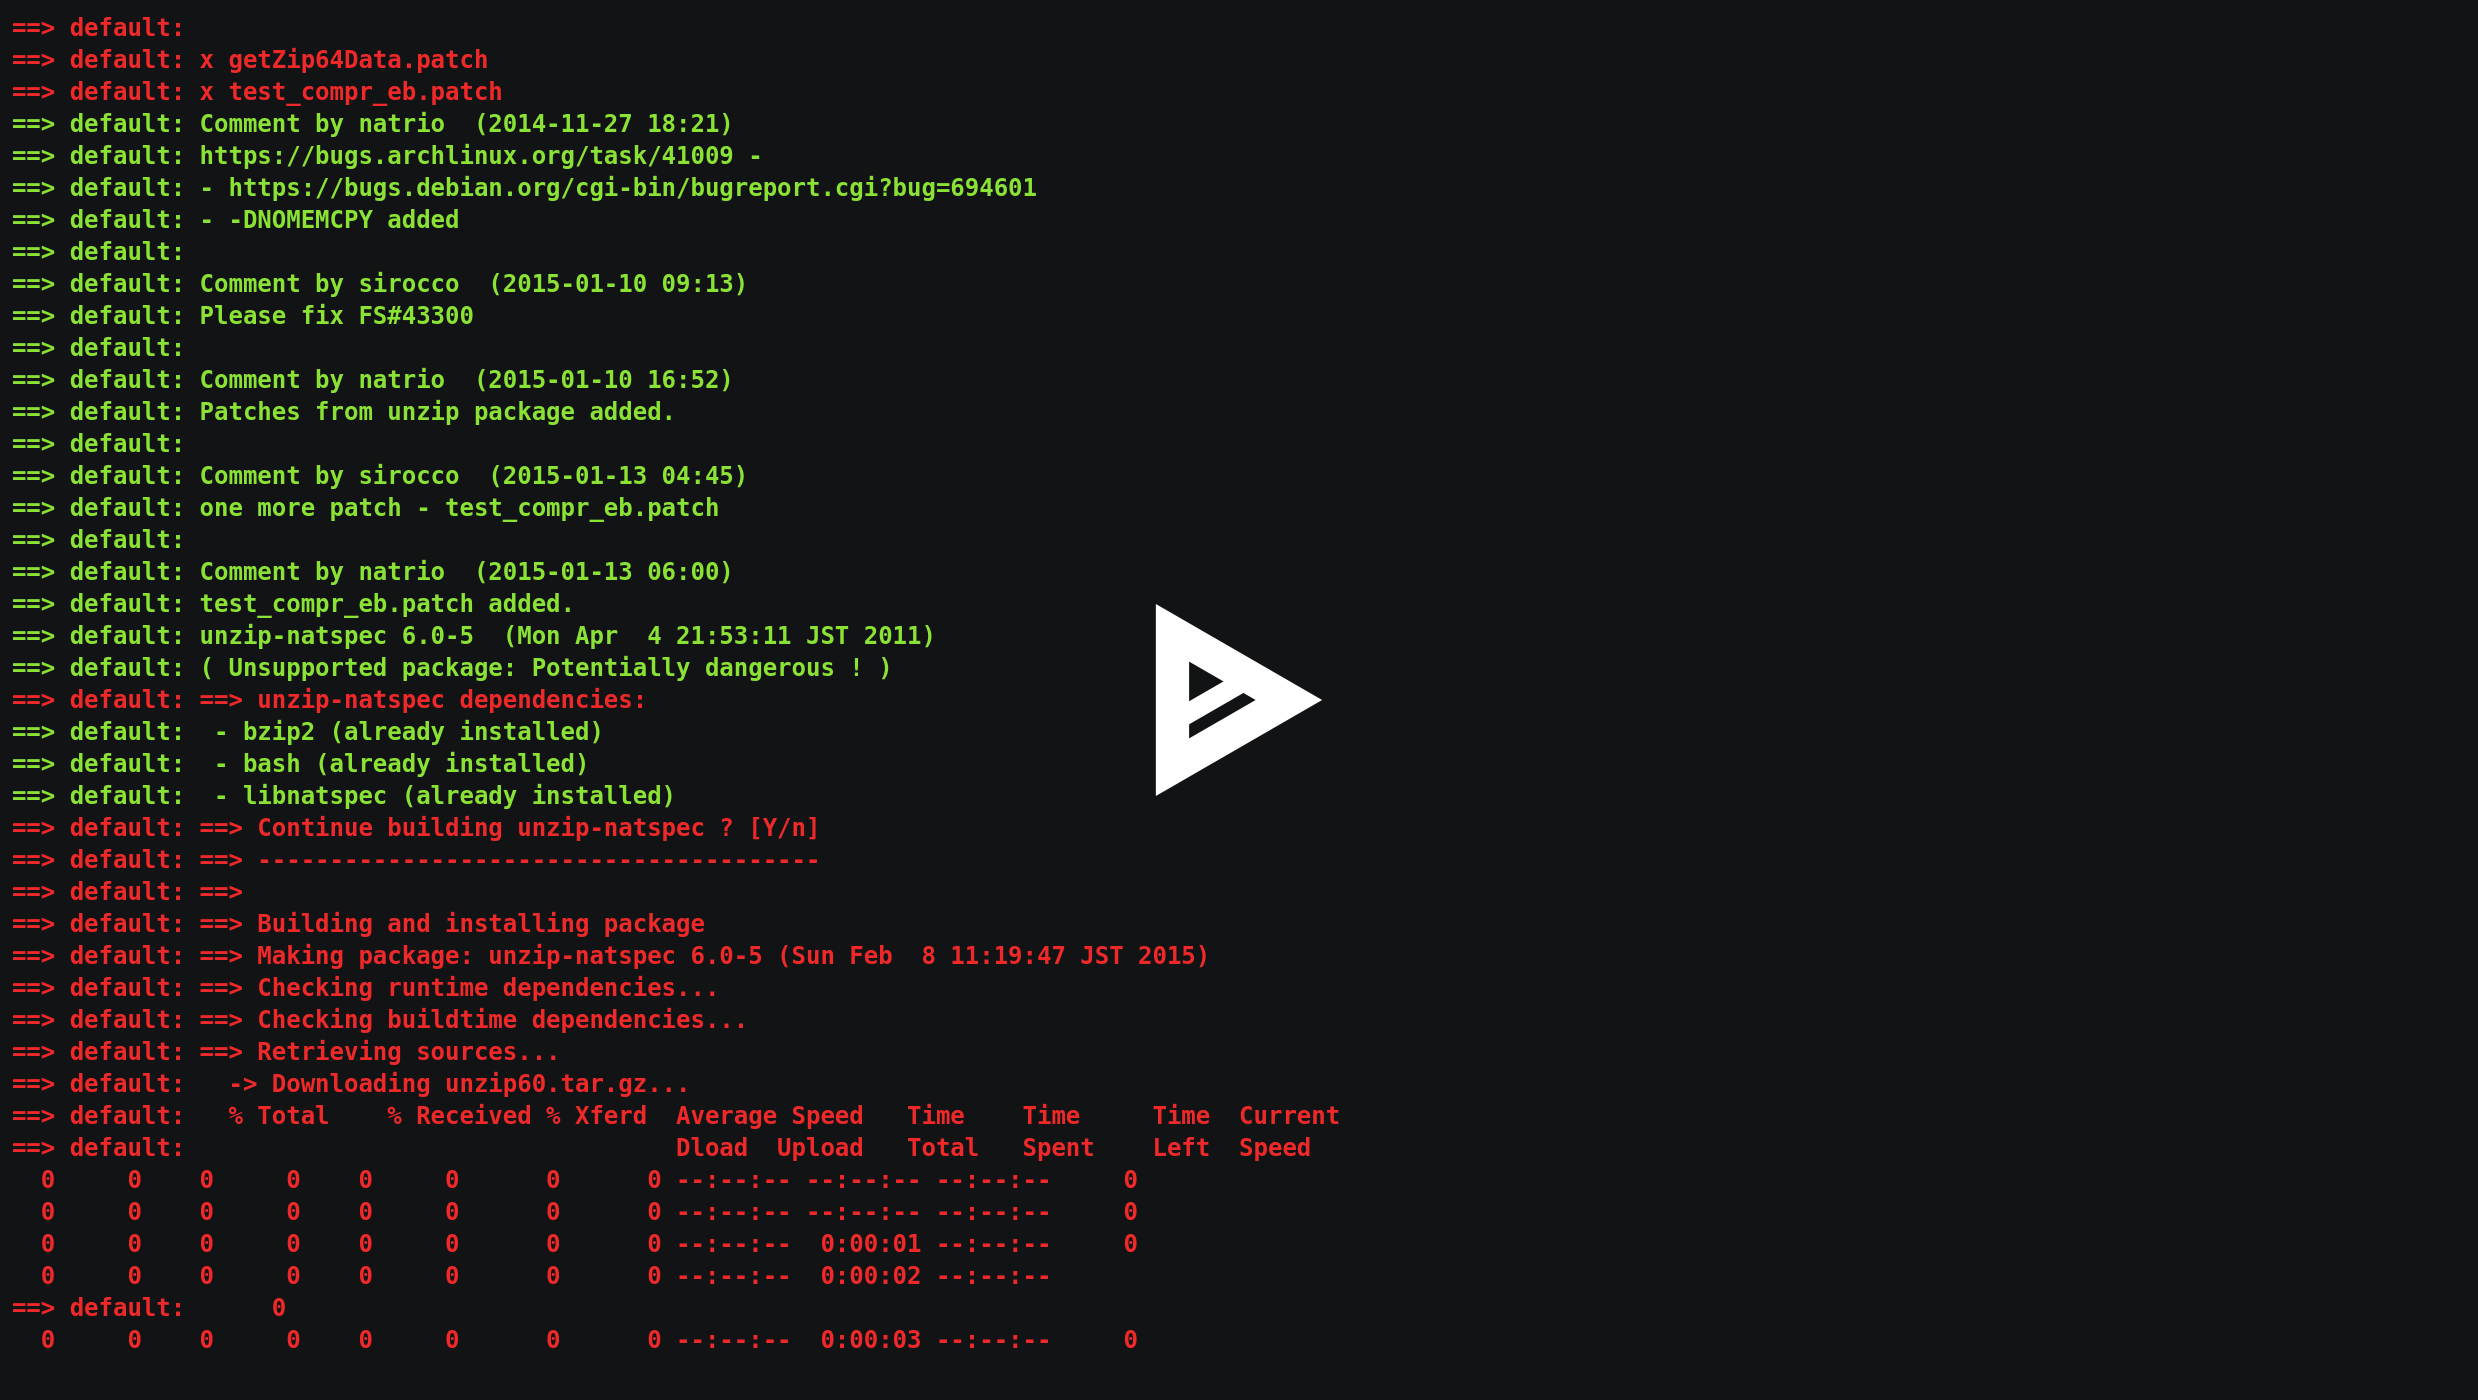 ==> default:
==> default: x getZip64Data.patch
==> default: x test_compr_eb.patch
==> default: Comment by natrio  (2014-11-27 18:21)
==> default: https://bugs.archlinux.org/task/41009 -
==> default: - https://bugs.debian.org/cgi-bin/bugreport.cgi?bug=694601
==> default: - -DNOMEMCPY added
==> default:
==> default: Comment by sirocco  (2015-01-10 09:13)
==> default: Please fix FS#43300
==> default:
==> default: Comment by natrio  (2015-01-10 16:52)
==> default: Patches from unzip package added.
==> default:
==> default: Comment by sirocco  (2015-01-13 04:45)
==> default: one more patch - test_compr_eb.patch
==> default:
==> default: Comment by natrio  (2015-01-13 06:00)
==> default: test_compr_eb.patch added.
==> default: unzip-natspec 6.0-5  (Mon Apr  4 21:53:11 JST 2011)
==> default: ( Unsupported package: Potentially dangerous ! )
==> default: ==> unzip-natspec dependencies:
==> default:  - bzip2 (already installed)
==> default:  - bash (already installed)
==> default:  - libnatspec (already installed)
==> default: ==> Continue building unzip-natspec ? [Y/n]
==> default: ==> ---------------------------------------
==> default: ==>
==> default: ==> Building and installing package
==> default: ==> Making package: unzip-natspec 6.0-5 (Sun Feb  8 11:19:47 JST 2015)
==> default: ==> Checking runtime dependencies...
==> default: ==> Checking buildtime dependencies...
==> default: ==> Retrieving sources...
==> default:   -> Downloading unzip60.tar.gz...
==> default:   % Total    % Received % Xferd  Average Speed   Time    Time     Time  Current
==> default:                                  Dload  Upload   Total   Spent    Left  Speed
  0     0    0     0    0     0      0      0 --:--:-- --:--:-- --:--:--     0
  0     0    0     0    0     0      0      0 --:--:-- --:--:-- --:--:--     0
  0     0    0     0    0     0      0      0 --:--:--  0:00:01 --:--:--     0
  0     0    0     0    0     0      0      0 --:--:--  0:00:02 --:--:--
==> default:      0
  0     0    0     0    0     0      0      0 --:--:--  0:00:03 --:--:--     0